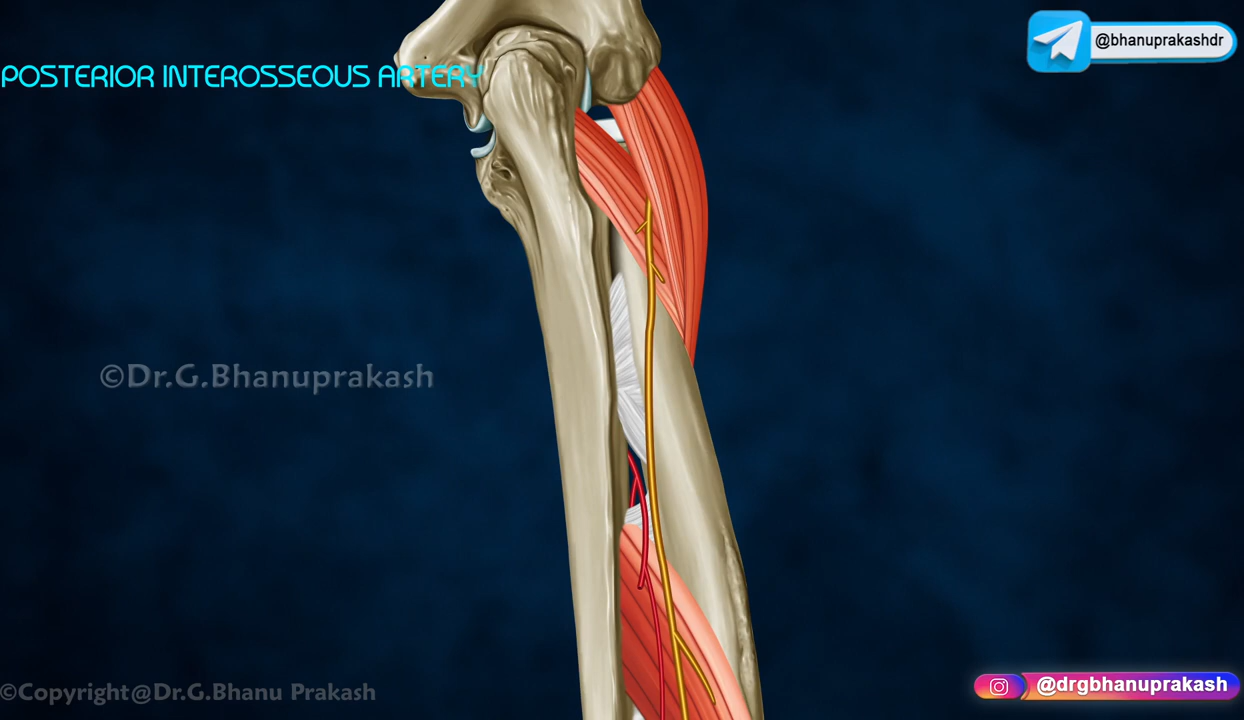 @bhanuprakashdr
POSTERIOR INTEROSSEOUS ARTERY
©Dr.G.Bhanuprakash
@drgbhanuprakash
©Copyright@Dr.G.Bhanu Prakash